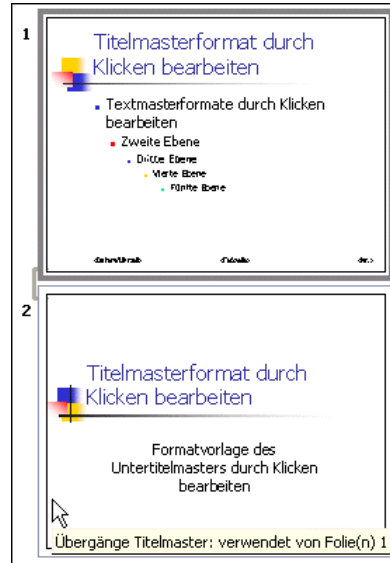 1
Titelmasterformat durch
Klicken bearbeiten
Textmasterformate durch Klicken
bearbeiten
Zweite Ebene
Dritte Ebene
Vierte Ebene
Fünfte Ebene
2
Titelmasterformat durch
Klicken bearbeiten
Formatvorlage des
Untertitelmasters durch Klicken
bearbeiten
Übergänge Titelmaster: verwendet von Folie(n) 1